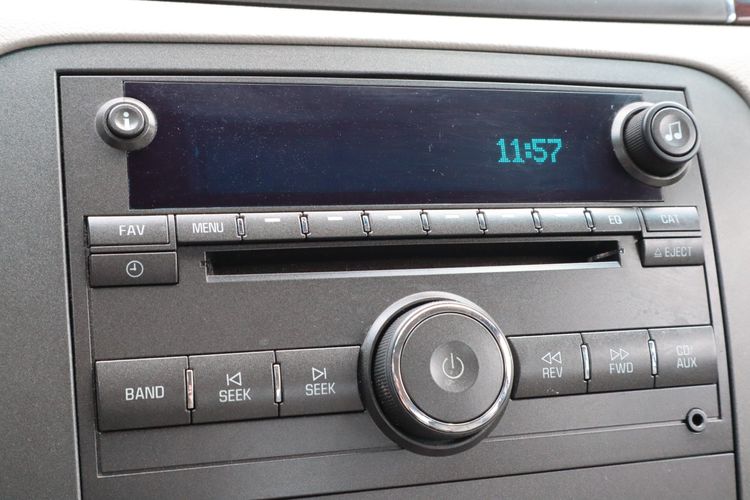 i
11:57
FAV
MENU
EQ
CAT
EJECT
BAND
SEEK
SEEK
REV
FWD
CD/
AUX